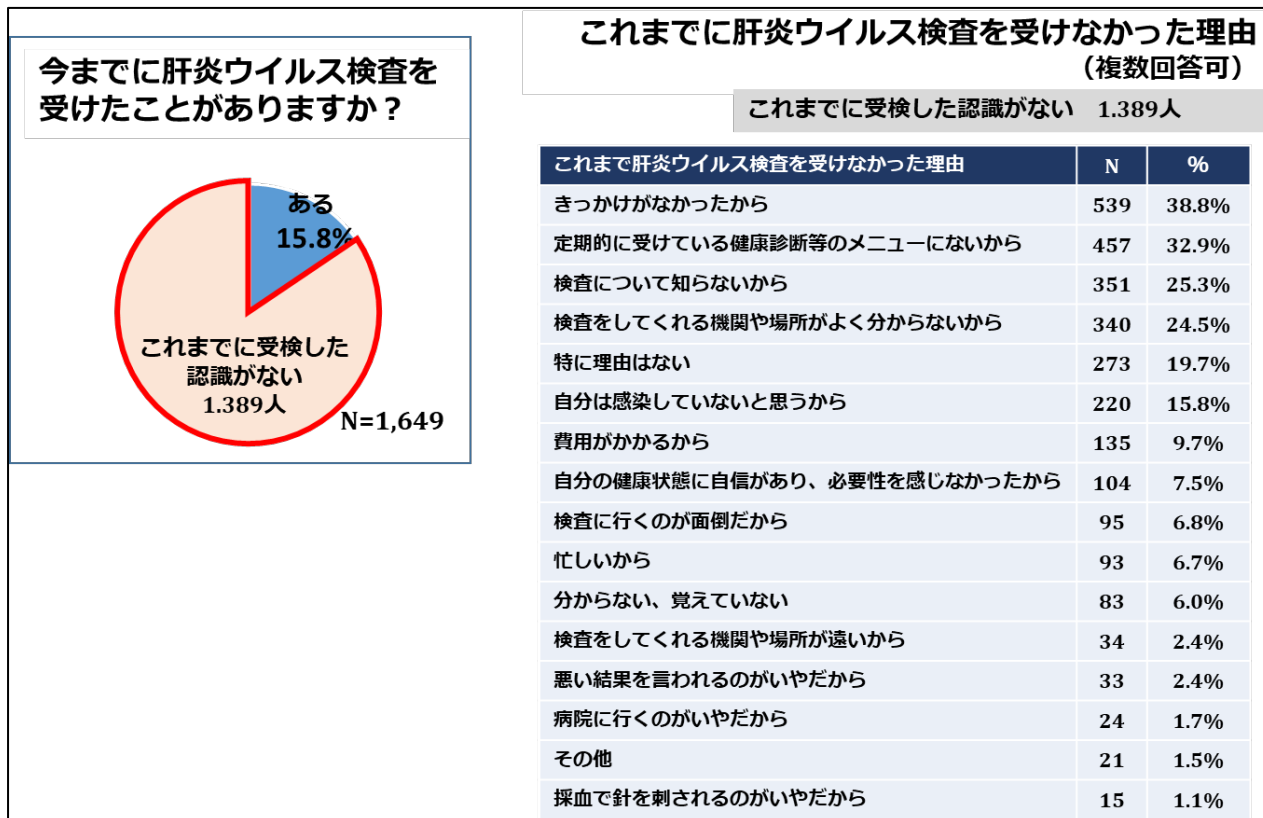 今までに肝炎ウイルス検査を
受けたことがありますか？
ある
15.8%
これまでに受検した
認識がない
1.389人
N=1,649
これまでに肝炎ウイルス検査を受けなかった理由
（複数回答可）
これまでに受検した認識がない 1.389人
これまで肝炎ウイルス検査を受けなかった理由 N %
きっかけがなかったから 539 38.8%
定期的に受けている健康診断等のメニューにないから 457 32.9%
検査について知らないから 351 25.3%
検査をしてくれる機関や場所がよく分からないから 340 24.5%
特に理由はない 273 19.7%
自分は感染していないと思うから 220 15.8%
費用がかかるから 135 9.7%
自分の健康状態に自信があり、必要性を感じなかったから 104 7.5%
検査に行くのが面倒だから 95 6.8%
忙しいから 93 6.7%
分からない、覚えていない 83 6.0%
検査をしてくれる機関や場所が遠いから 34 2.4%
悪い結果を言われるのがいやだから 33 2.4%
病院に行くのがいやだから 24 1.7%
その他 21 1.5%
採血で針を刺されるのがいやだから 15 1.1%